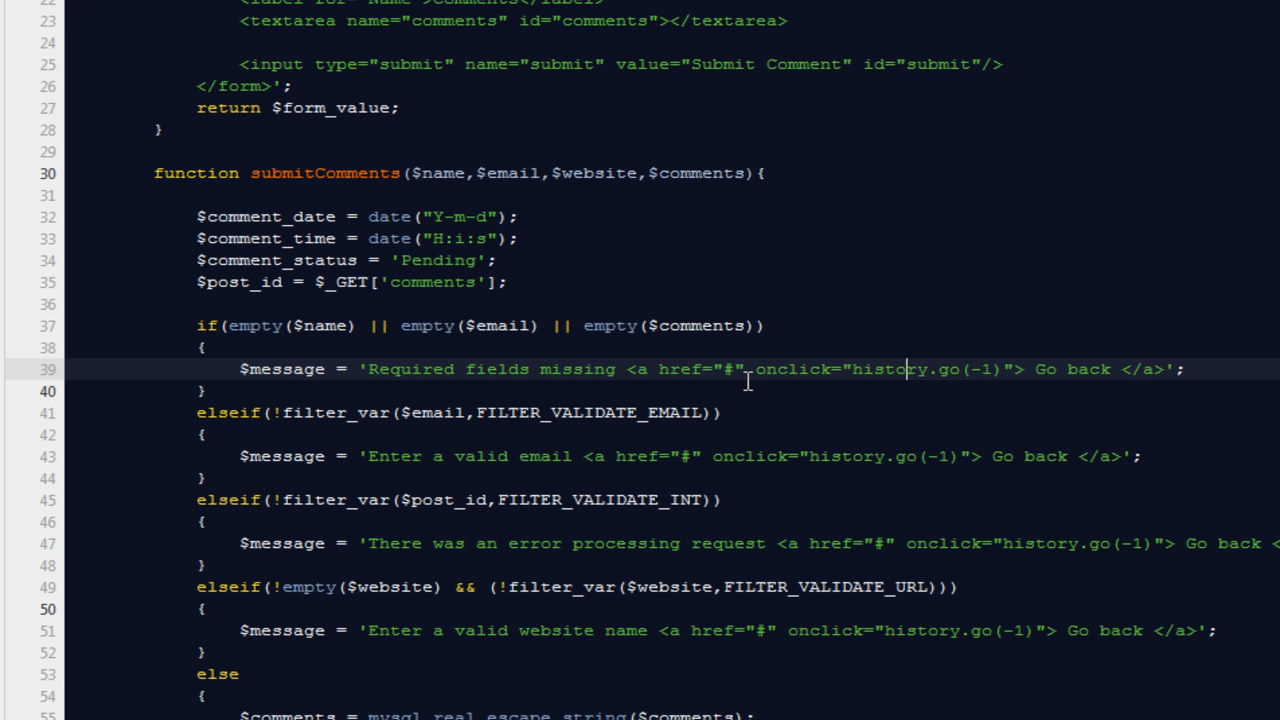 22 <label for="Name">Comments</label>
23 <textarea name="comments" id="comments"></textarea>
24
25 <input type="submit" name="submit" value="Submit Comment" id="submit"/>
26 </form>';
27 return $form_value;
28 }
29
30 function submitComments($name,$email,$website,$comments){
31
32 $comment_date = date("Y-m-d");
33 $comment_time = date("H:i:s");
34 $comment_status = 'Pending';
35 $post_id = $_GET['comments'];
36
37 if(empty($name) || empty($email) || empty($comments))
38 {
39 $message = 'Required fields missing <a href="#" onclick="history.go(-1)"> Go back </a>';
40 }
41 elseif(!filter_var($email,FILTER_VALIDATE_EMAIL))
42 {
43 $message = 'Enter a valid email <a href="#" onclick="history.go(-1)"> Go back </a>';
44 }
45 elseif(!filter_var($post_id,FILTER_VALIDATE_INT))
46 {
47 $message = 'There was an error processing request <a href="#" onclick="history.go(-1)"> Go back <
48 }
49 elseif(!empty($website) && (!filter_var($website,FILTER_VALIDATE_URL)))
50 {
51 $message = 'Enter a valid website name <a href="#" onclick="history.go(-1)"> Go back </a>';
52 }
53 else
54 {
55 $comments = mysql_real_escape_string($comments);